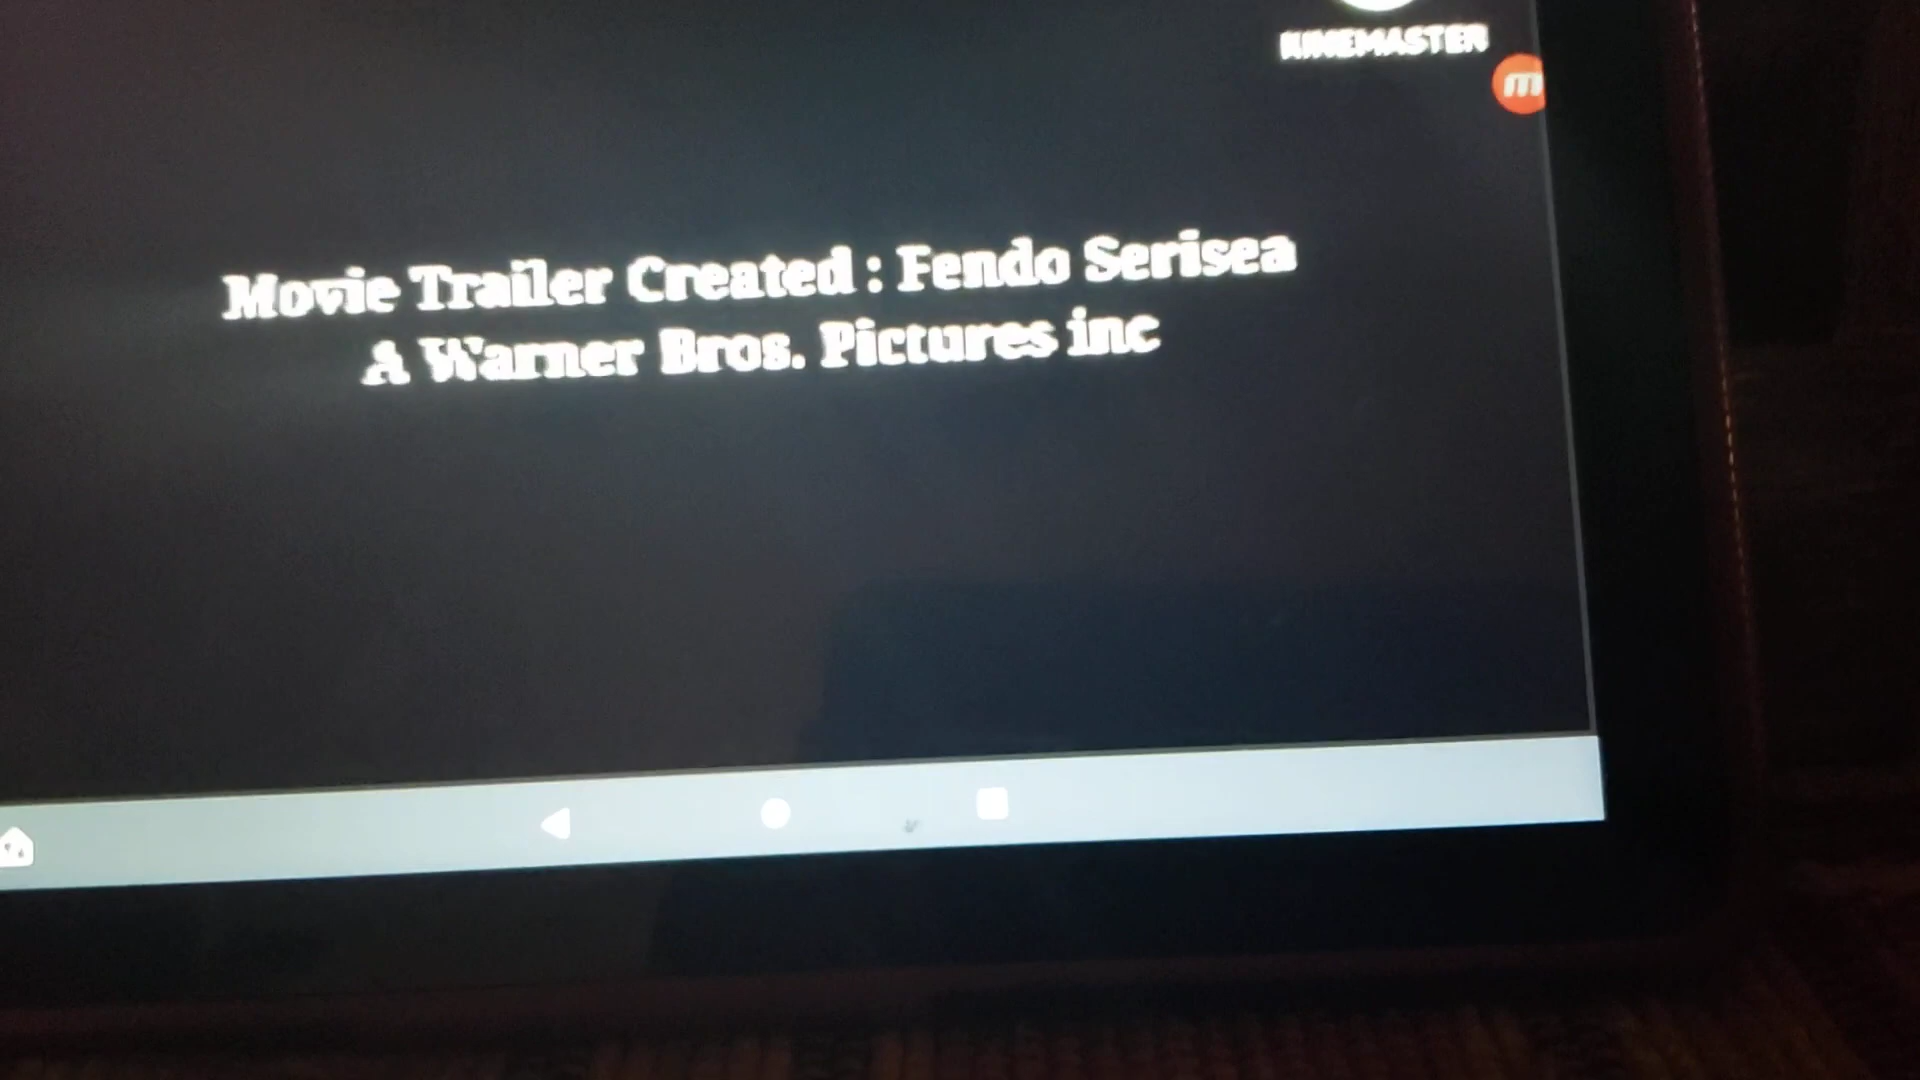 KINEMASTER
m
Movie Trailer Created : Fendo Serisea
A Warner Bros. Pictures inc